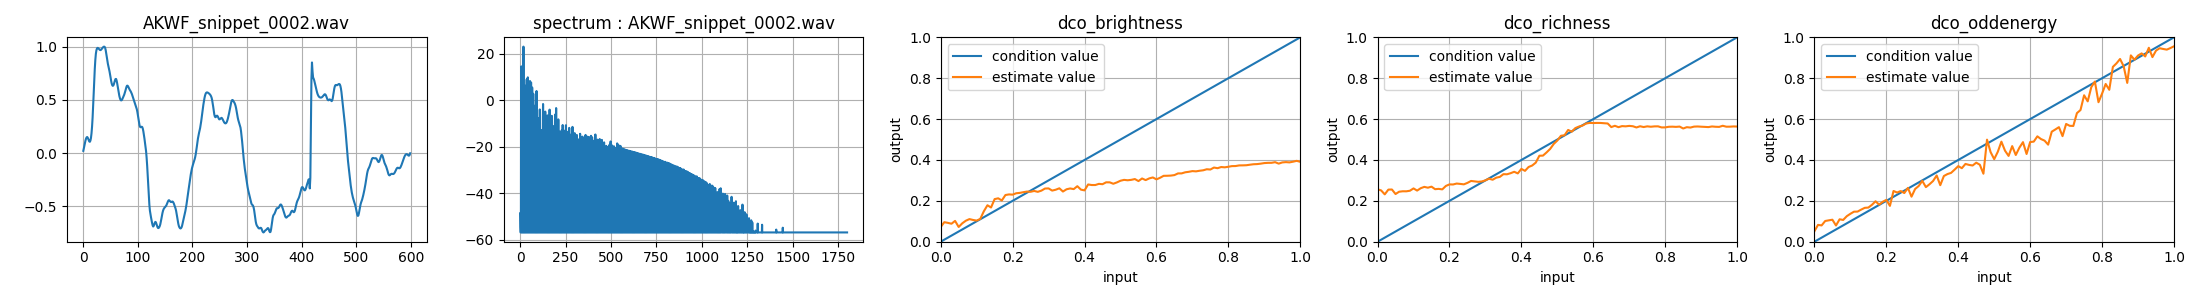 AKWF_snippet_0002.wav
1.0
0.5
0.0
−0.5
0 100 200 300 400 500 600
spectrum : AKWF_snippet_0002.wav
20
0
−20
−40
−60
0 250 500 750 1000 1250 1500 1750
dco_brightness
condition value
estimate value
output
1.0
0.8
0.6
0.4
0.2
0.0
0.0 0.2 0.4 0.6 0.8 1.0
input
dco_richness
condition value
estimate value
output
1.0
0.8
0.6
0.4
0.2
0.0
0.0 0.2 0.4 0.6 0.8 1.0
input
dco_oddenergy
condition value
estimate value
output
1.0
0.8
0.6
0.4
0.2
0.0
0.0 0.2 0.4 0.6 0.8 1.0
input